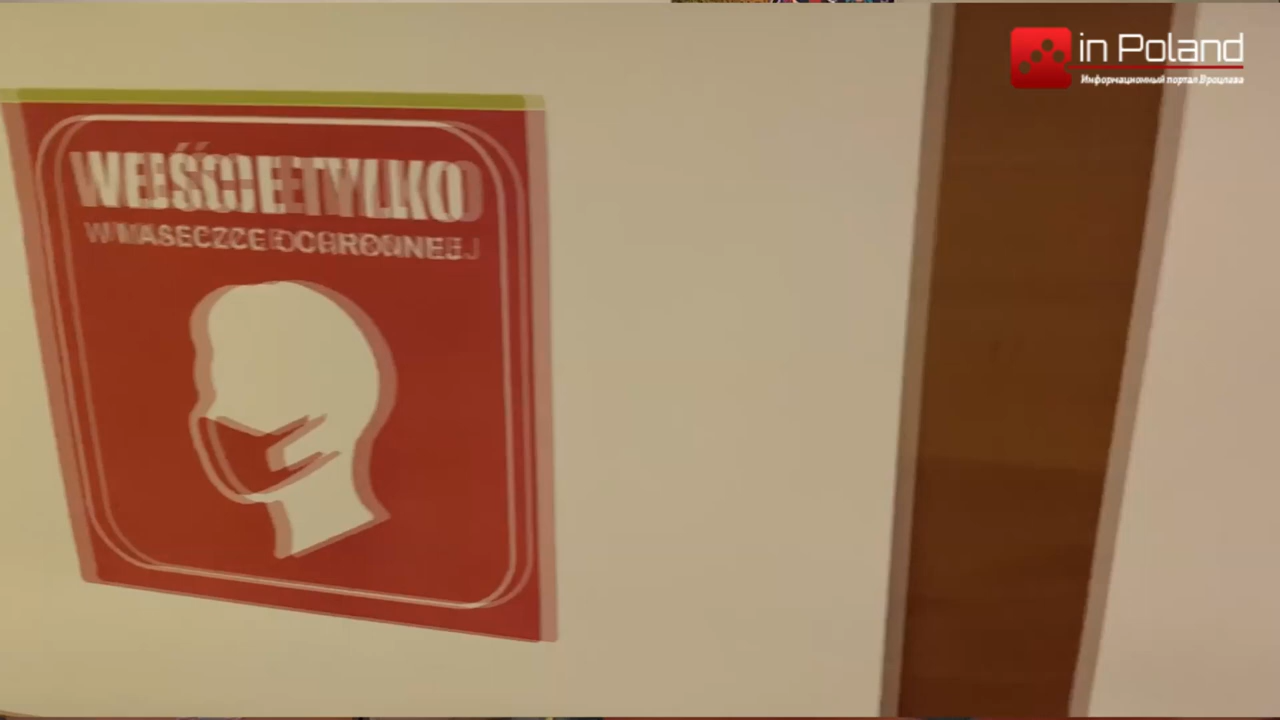 in Poland
Информационный портал Вроцлава
WEJŚCIE TYLKO
W MASECZCE OCHRONNEJ